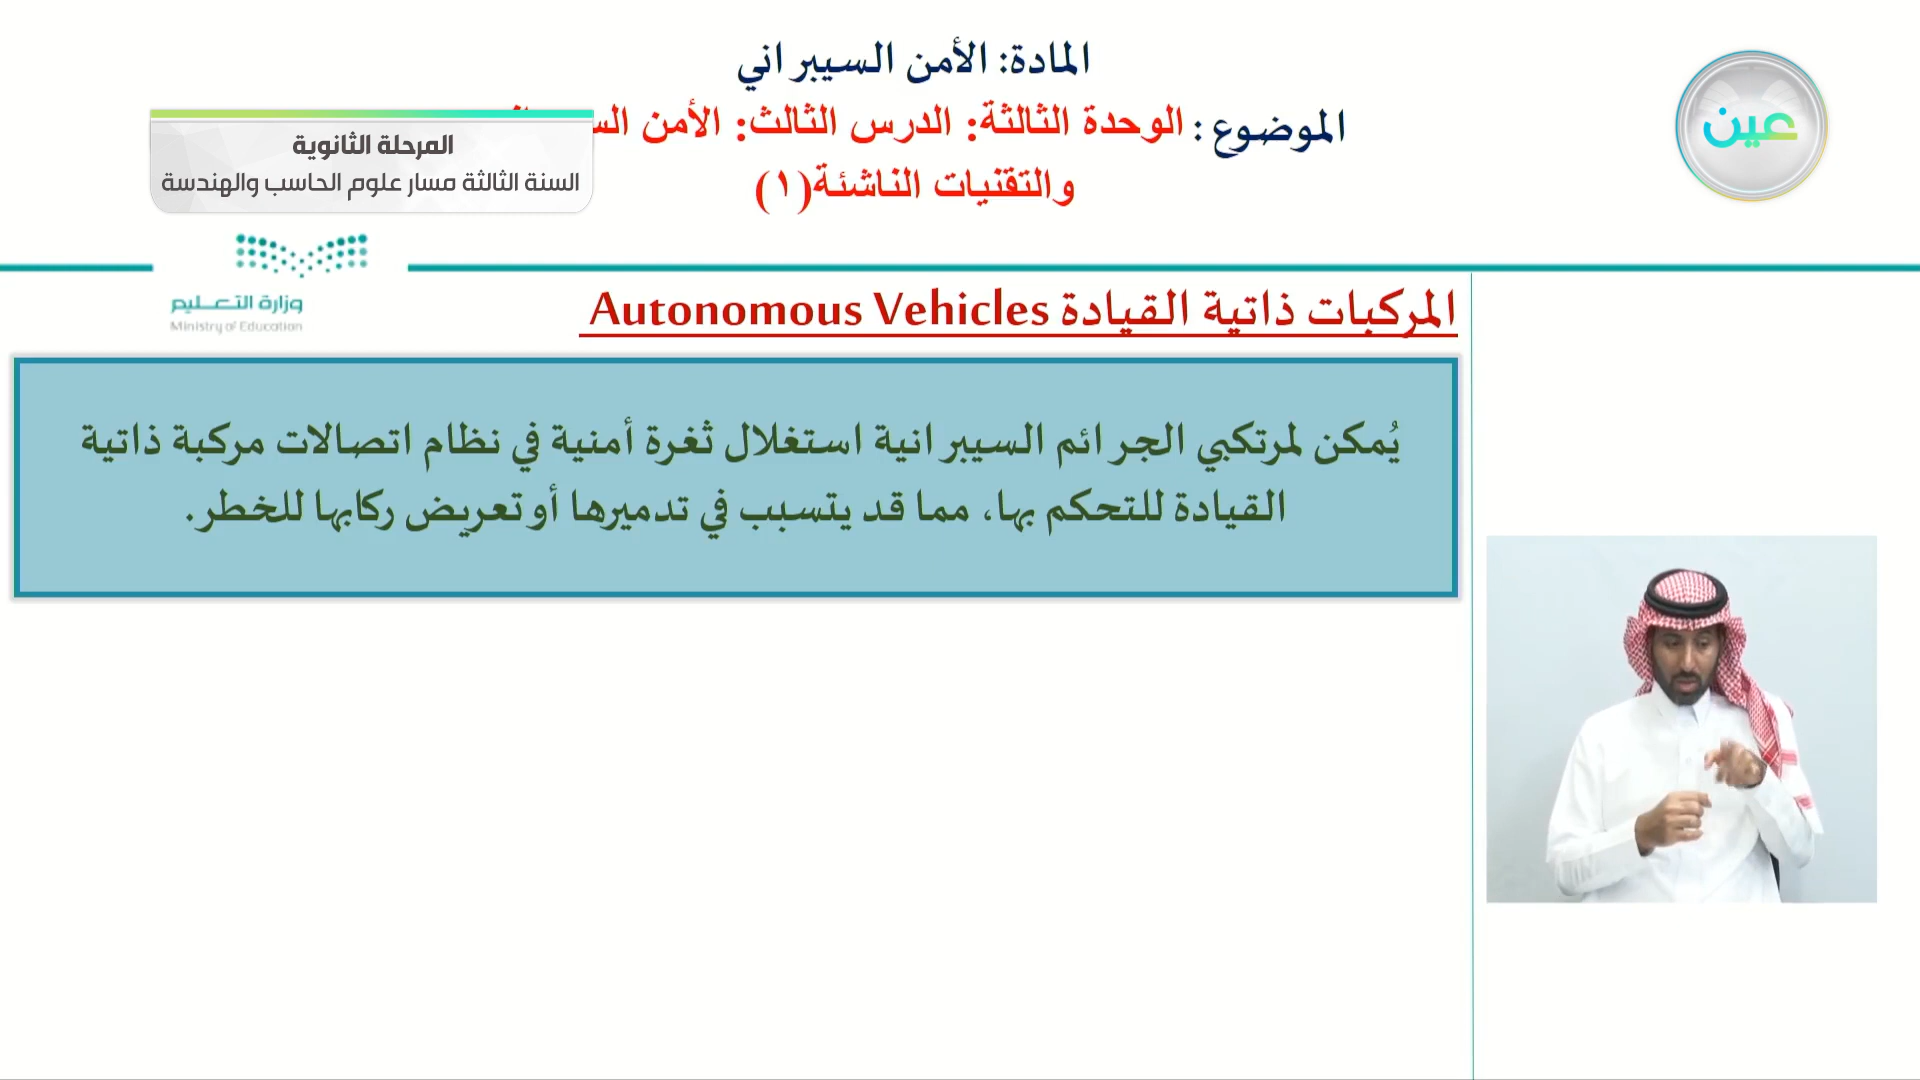 المادة: الأمن السيبراني
الموضوع: الوحدة الثالثة: الدرس الثالث: الأمن
والتقنيات الناشئة(١)
عين
المرحلة الثانوية
السنة الثالثة مسار علوم الحاسب والهندسة
وزارة التعليم
Ministry of Education
المركبات ذاتية القيادة Autonomous Vehicles
يُمكن لمرتكبي الجرائم السيبرانية استغلال ثغرة أمنية في نظام اتصالات مركبة ذاتية
القيادة للتحكم بها، مما قد يتسبب في تدميرها أو تعريض ركابها للخطر.